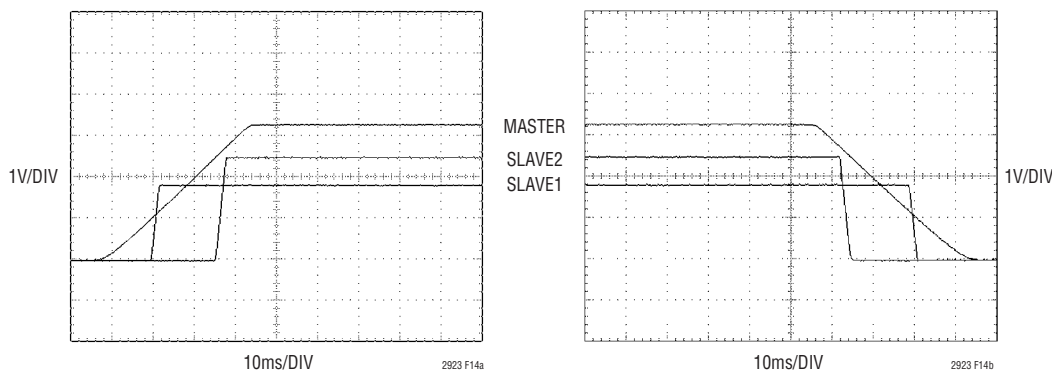 1V/DIV
10ms/DIV
2923 F14a
MASTER
SLAVE2
SLAVE1
1V/DIV
10ms/DIV
2923 F14b